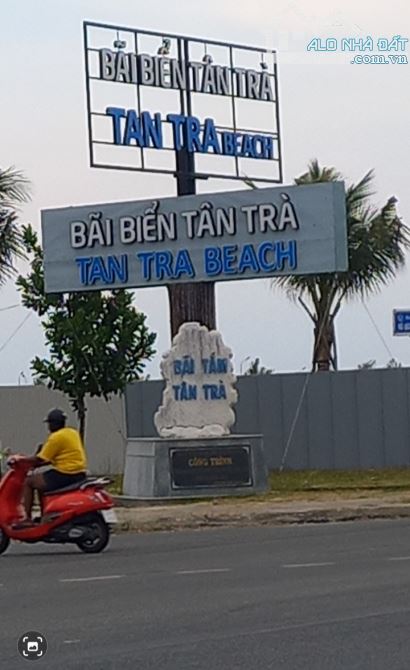 ALO NHÀ ĐẤT
.com.vn
BÃI BIỂN TÂN TRÀ
TAN TRA BEACH
BÃI BIỂN TÂN TRÀ
TAN TRA BEACH
BÃI TẮM
TÂN TRÀ
CÔNG TRÌNH